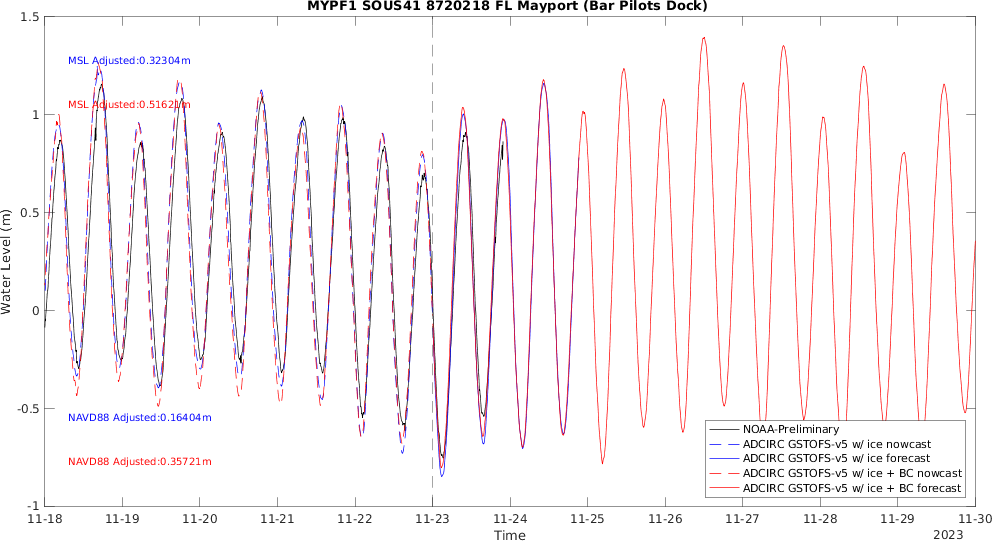 MYPF1 SOUS41 8720218 FL Mayport (Bar Pilots Dock)
1.5
MSL Adjusted:0.32304m
MSL Adjusted:0.51621m
1
0.5
Water Level (m)
0
-0.5
NAVD88 Adjusted:0.16404m
NAVD88 Adjusted:0.35721m
NOAA-Preliminary
ADCIRC GSTOFS-v5 w/ ice nowcast
ADCIRC GSTOFS-v5 w/ ice forecast
ADCIRC GSTOFS-v5 w/ ice + BC nowcast
ADCIRC GSTOFS-v5 w/ ice + BC forecast
-1
11-18 11-19 11-20 11-21 11-22 11-23 11-24 11-25 11-26 11-27 11-28 11-29 11-30
Time
2023